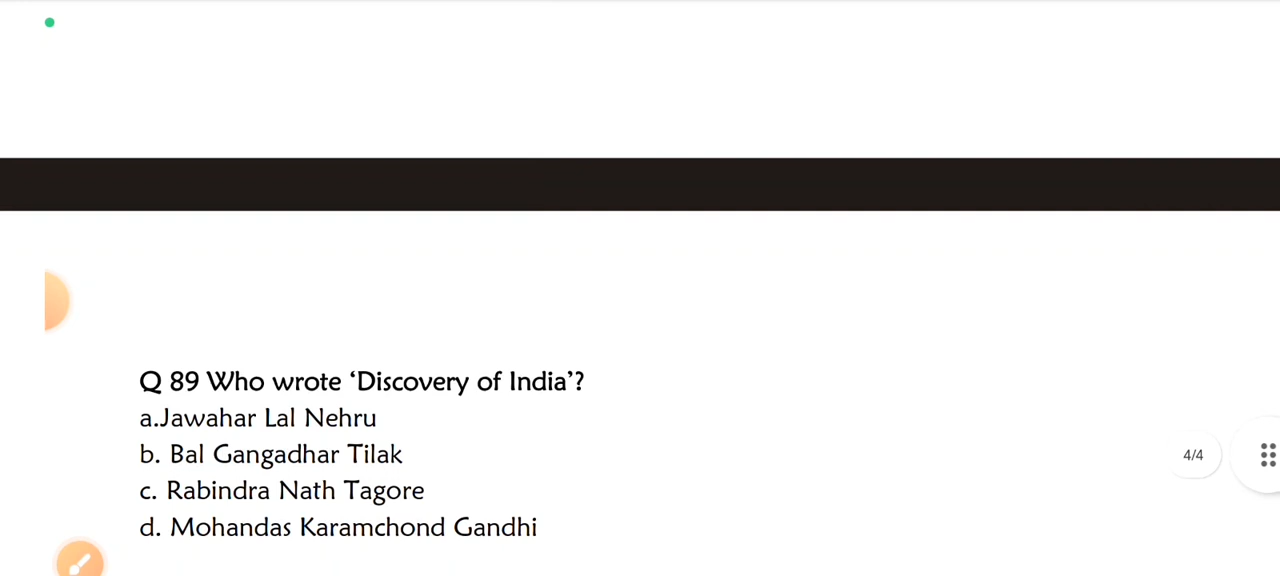 Q 89 Who wrote ‘Discovery of India’?
a.Jawahar Lal Nehru
b. Bal Gangadhar Tilak
4/4
c. Rabindra Nath Tagore
d. Mohandas Karamchond Gandhi